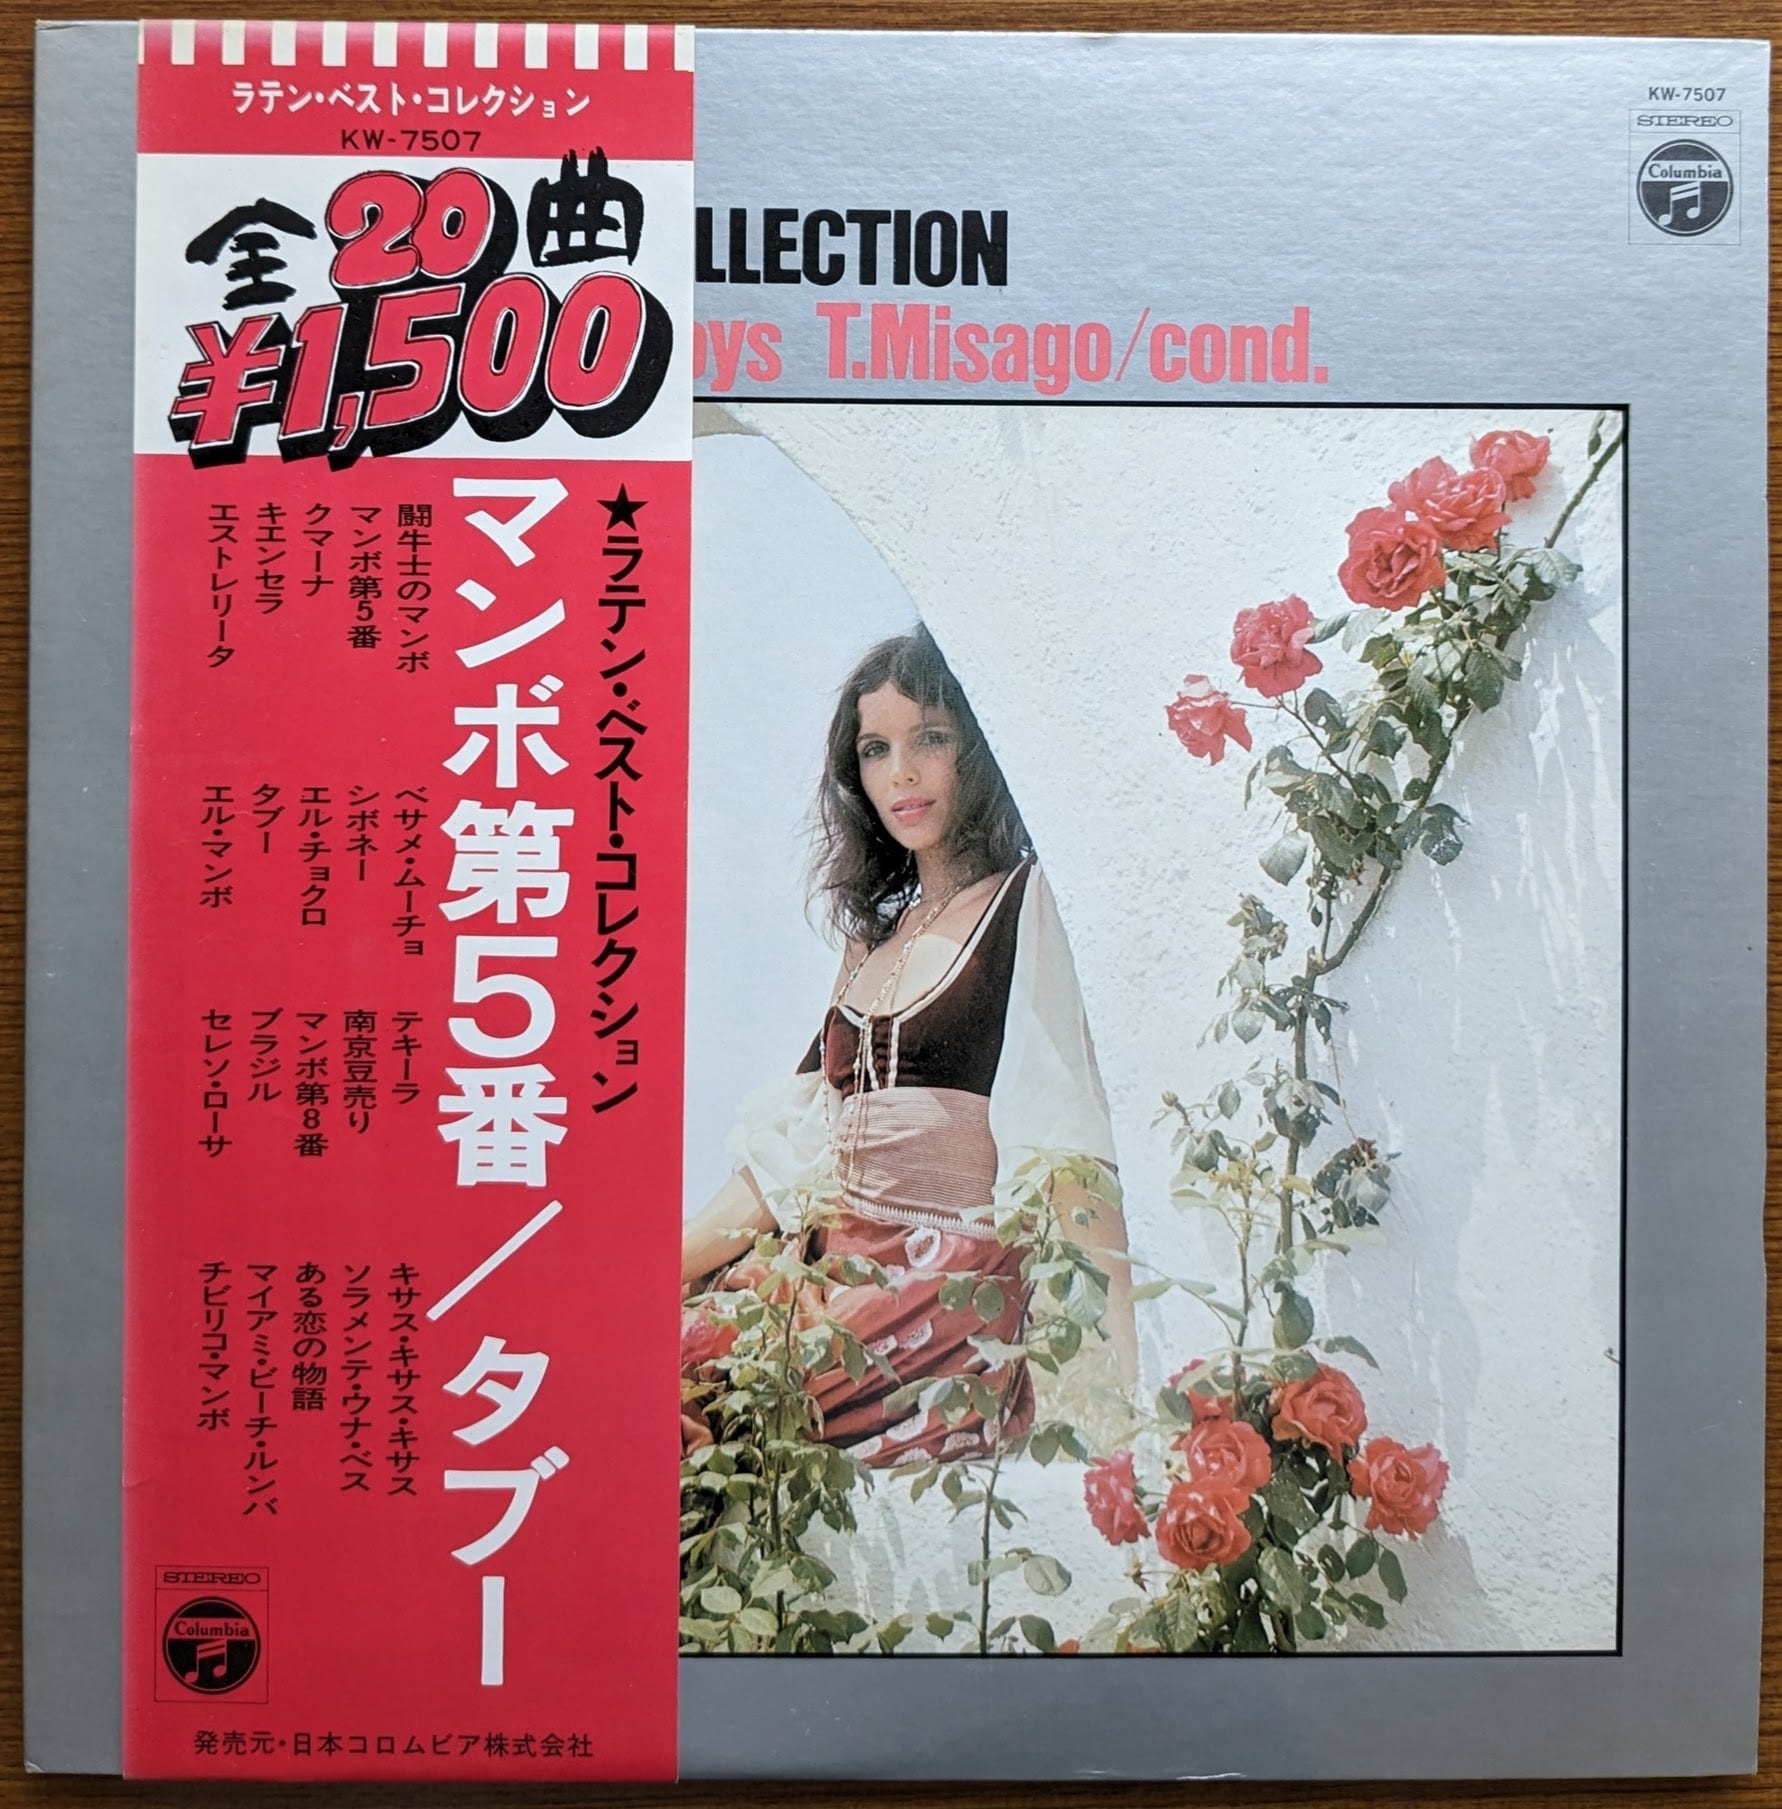 ラテン・ベスト・コレクション
KW-7507
全20曲
¥1,500
★ラテン・ベスト・コレクション
マンボ第5番/タブー
闘牛士のマンボ
マンボ第5番
クマーナ
キエンセラ
エストレリータ
ベサメ・ムーチョ
シボネー
エル・チョクロ
タブー
エル・マンボ
テキーラ
南京豆売り
マンボ第8番
ブラジル
セレソ・ローサ
キサス・キサス・キサス
ソラメンテ・ウナ・ベス
ある恋の物語
マイアミ・ビーチ・ルンバ
チビリコ・マンボ
STEREO
Columbia
発売元・日本コロムビア株式会社
KW-7507
STEREO
Columbia
LLECTION
oys T.Misago/cond.